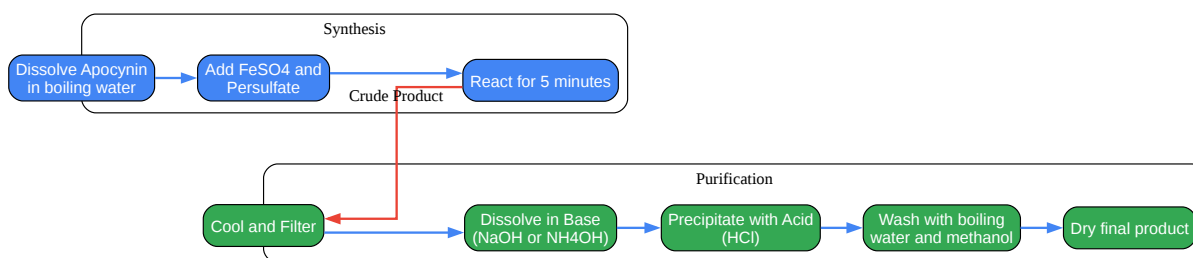 Synthesis
Dissolve Apocynin
in boiling water
Add FeSO4 and
Persulfate
React for 5 minutes
Crude Product
Purification
Cool and Filter
Dissolve in Base
(NaOH or NH4OH)
Precipitate with Acid
(HCl)
Wash with boiling
water and methanol
Dry final product